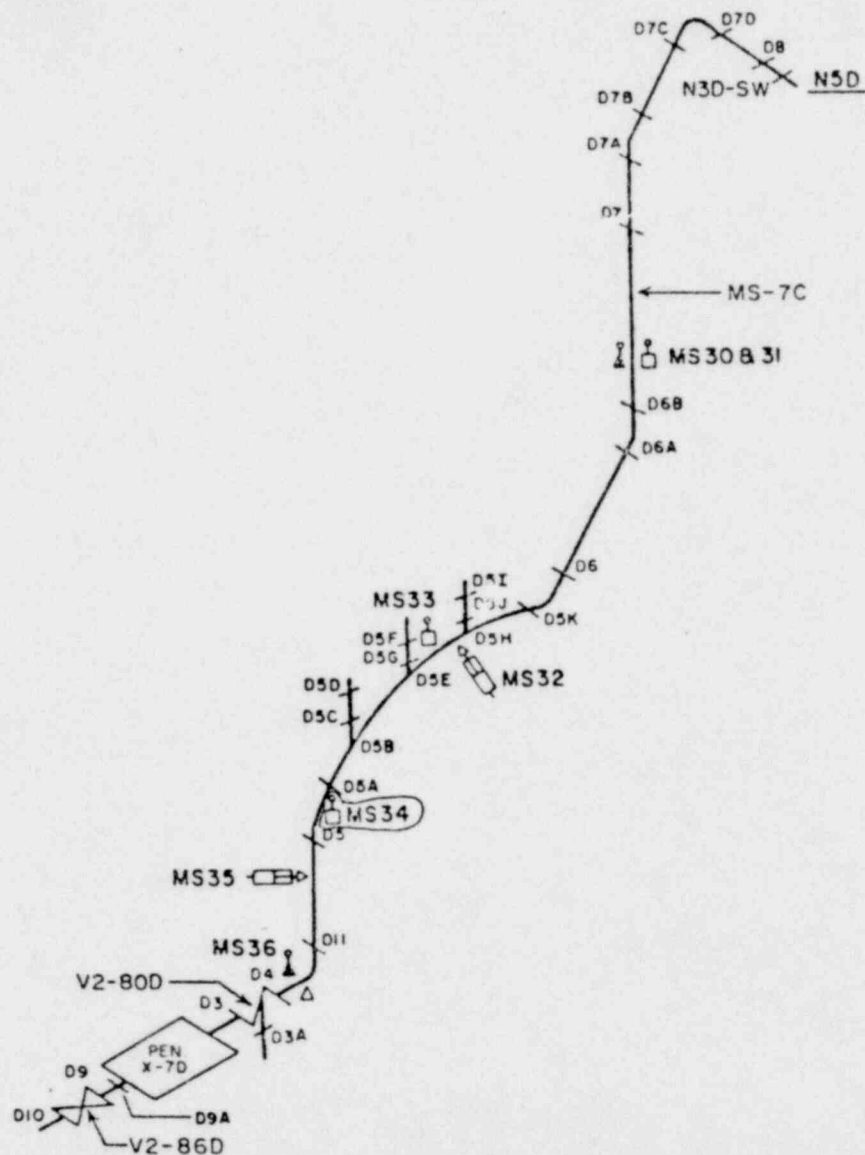 D7C
D7D
D8
N3D-SW
N5D
D7B
D7A
D7
MS-7C
MS30 & 31
D6B
D6A
D6
D5I
MS33
D5J
D5K
D5F
D5H
D5G
MS32
D5E
D5D
D5C
D5B
D5A
MS34
D5
MS35
D11
MS36
D4
V2-80D
D3
D3A
PEN
X-7D
D9
D10
D9A
V2-86D